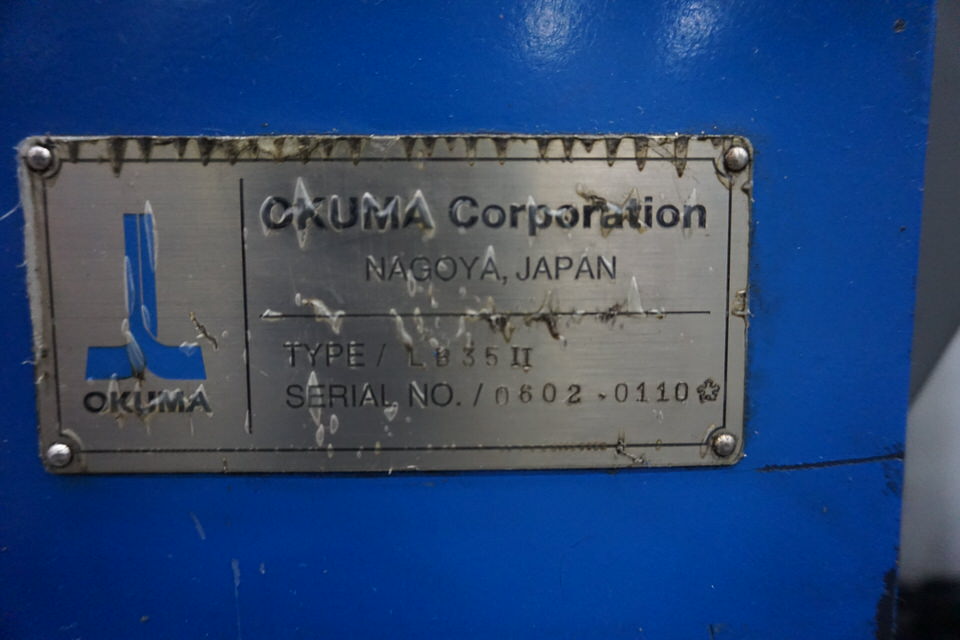 OKUMA
OKUMA Corporation
NAGOYA, JAPAN
TYPE / LB35II
SERIAL NO. / 0602-0110